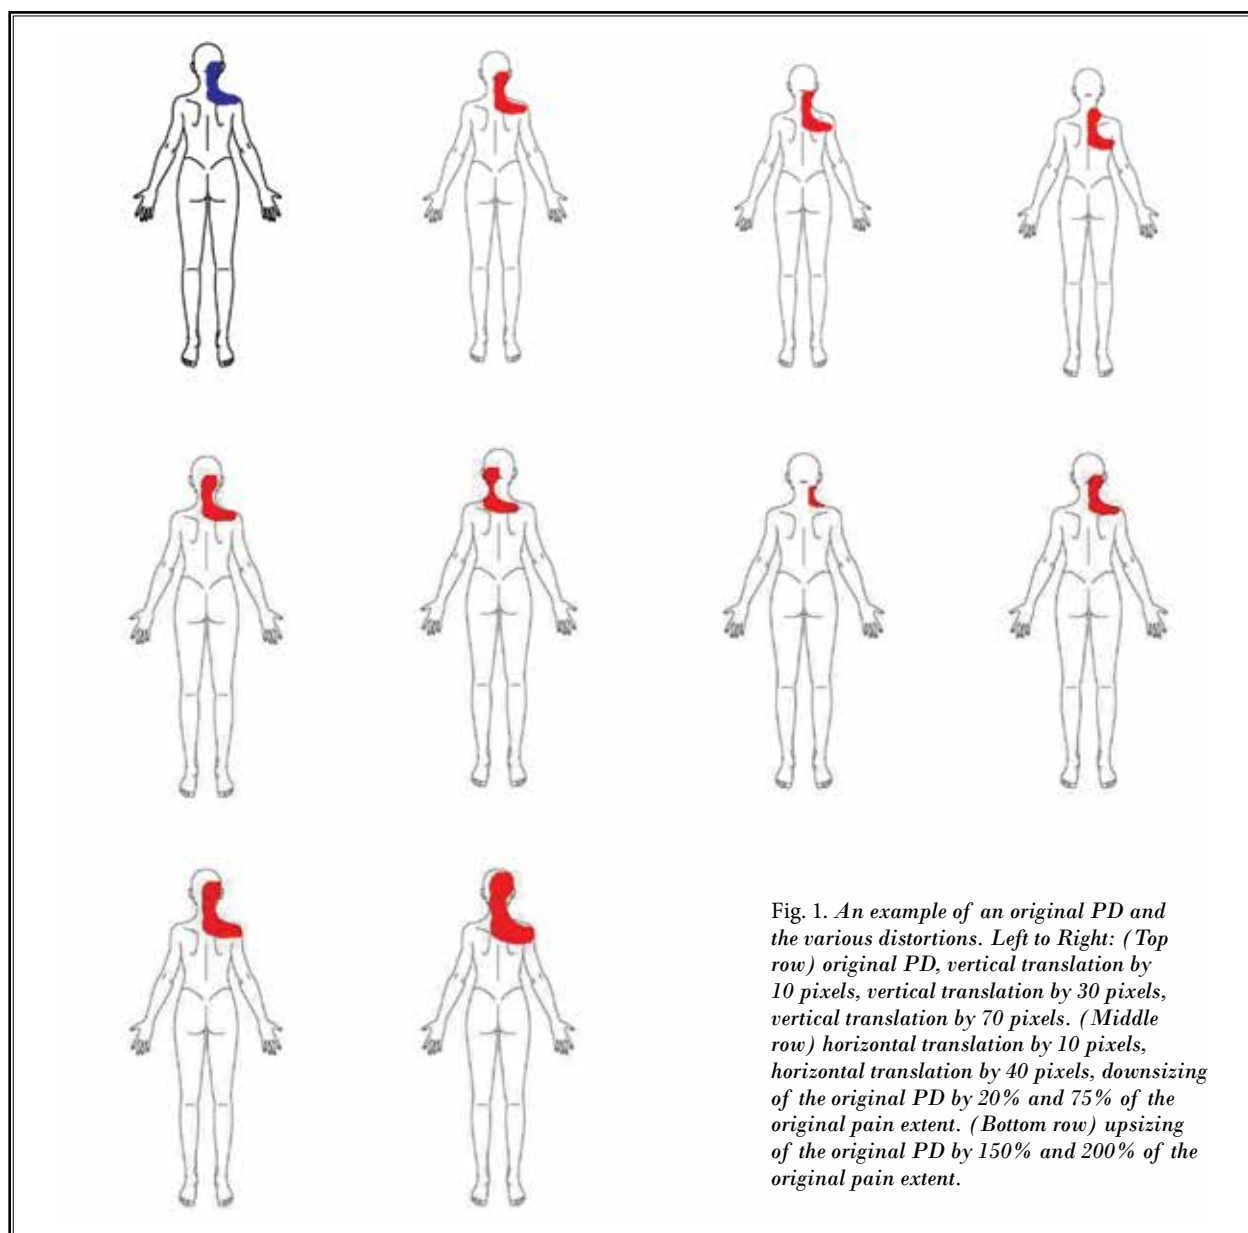 Fig. 1. An example of an original PD and
the various distortions. Left to Right: (Top
row) original PD, vertical translation by
10 pixels, vertical translation by 30 pixels,
vertical translation by 70 pixels. (Middle
row) horizontal translation by 10 pixels,
horizontal translation by 40 pixels, downsizing
of the original PD by 20% and 75% of the
original pain extent. (Bottom row) upsizing
of the original PD by 150% and 200% of the
original pain extent.